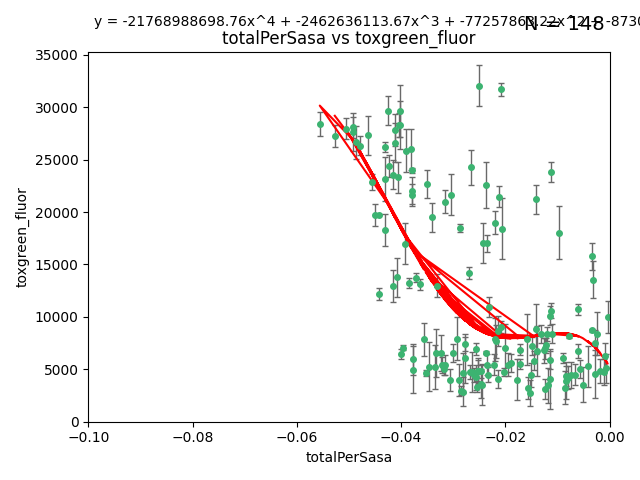 y = -21768988698.76x^4 + -2462636113.67x^3 +
N = 148
totalPerSasa vs toxgreen_fluor
35000
30000
25000
20000
15000
10000
5000
0
toxgreen_fluor
−0.10 −0.08 −0.06 −0.04 −0.02 0.00
totalPerSasa